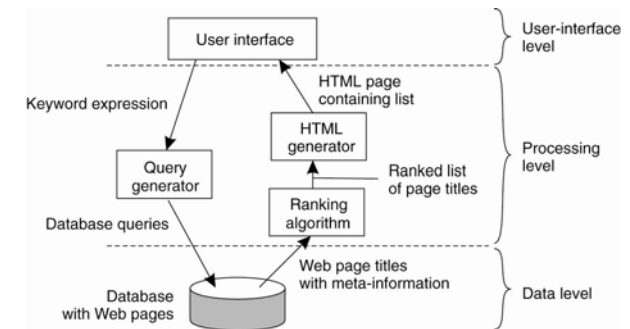 User interface
User-interface
level
Keyword expression
HTML page
containing list
HTML
generator
Processing
level
Query
generator
Ranked list
of page titles
Ranking
algorithm
Database queries
Web page titles
with meta-information
Database
with Web pages
Data level